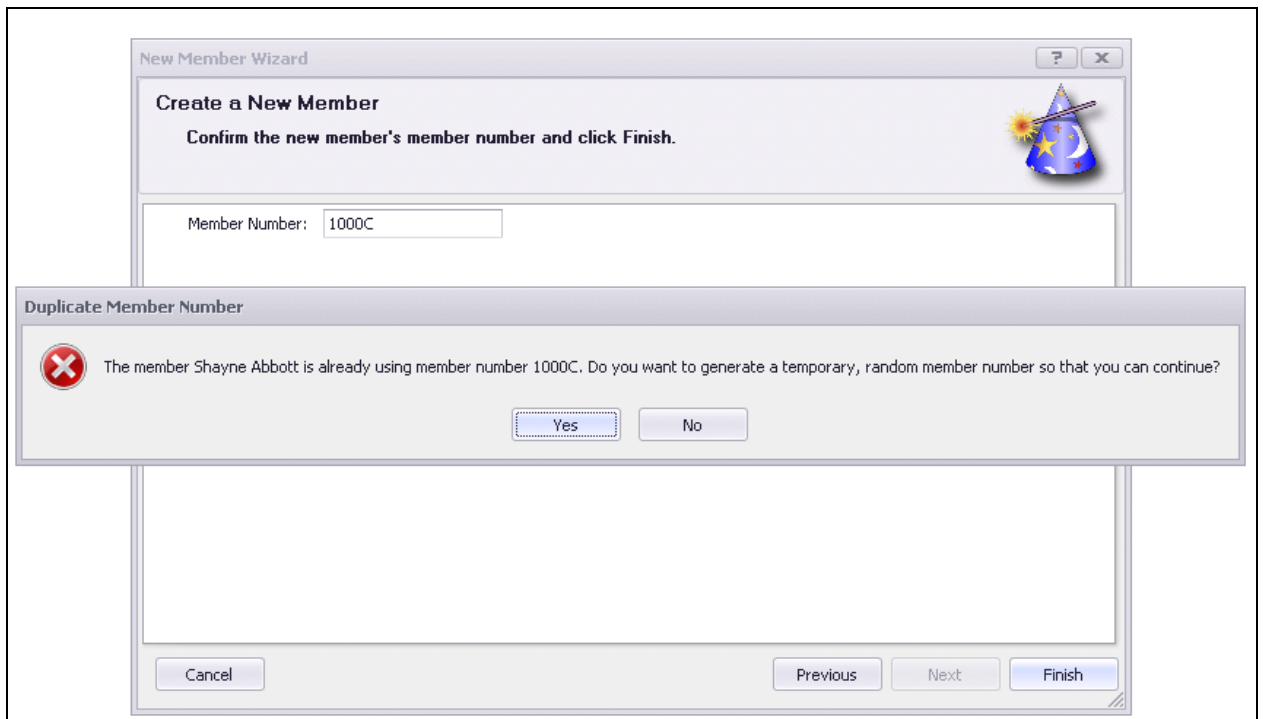 New Member Wizard
Create a New Member
Confirm the new member's member number and click Finish.
Member Number: 1000C
Duplicate Member Number
The member Shayne Abbott is already using member number 1000C. Do you want to generate a temporary, random member number so that you can continue?
Yes No
Cancel Previous Next Finish